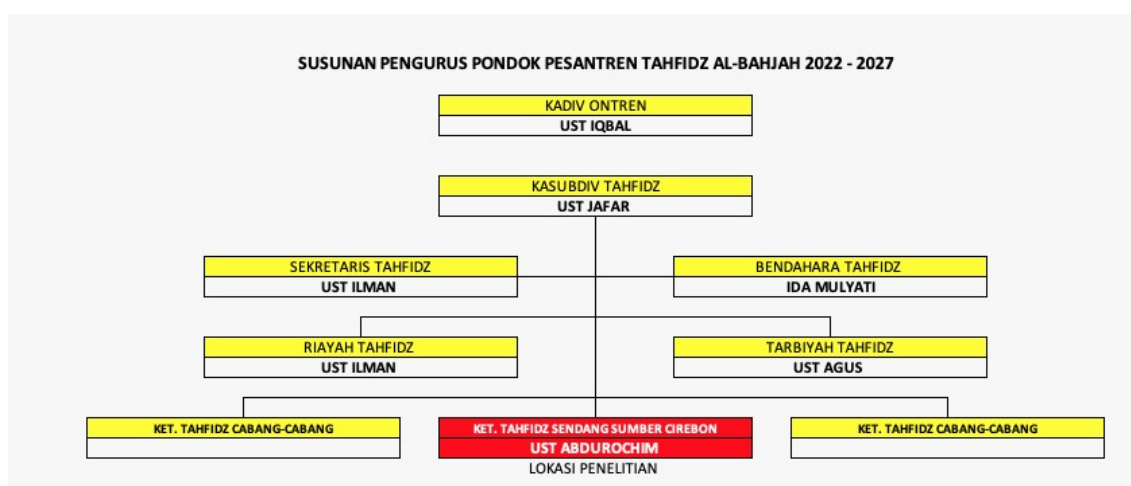 SUSUNAN PENGURUS PONDOK PESANTREN TAHFIDZ AL-BAHJAH 2022 - 2027
KADIV ONTREN
UST IQBAL
KASUBDIV TAHFIDZ
UST JAFAR
SEKRETARIS TAHFIDZ
UST ILMAN
BENDAHARA TAHFIDZ
IDA MULYATI
RIAYAH TAHFIDZ
UST ILMAN
TARBIYAH TAHFIDZ
UST AGUS
KET. TAHFIDZ CABANG-CABANG
KET. TAHFIDZ SENDANG SUMBER CIREBON
UST ABDUROCHIM
LOKASI PENELITIAN
KET. TAHFIDZ CABANG-CABANG